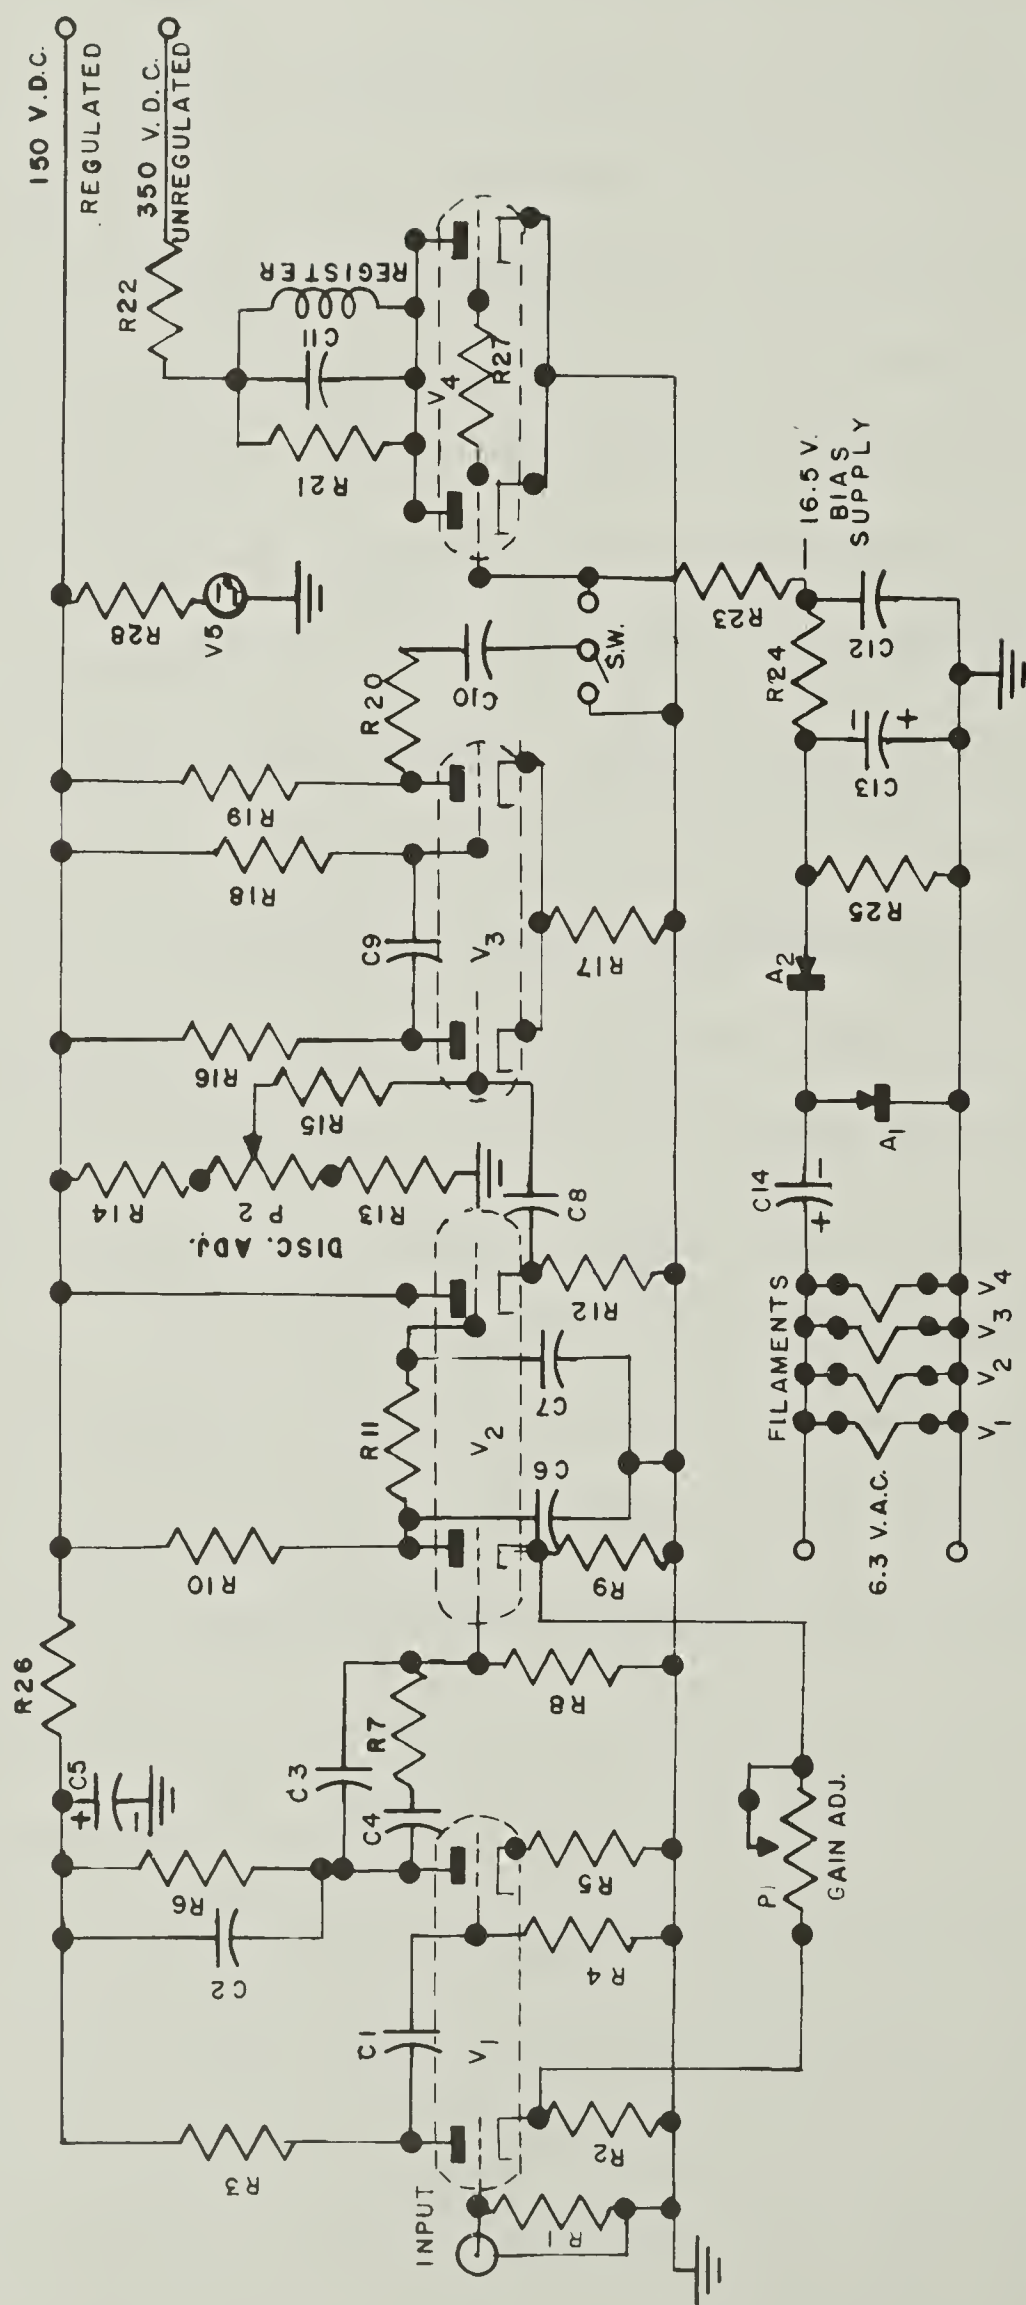 150 V.D.C.
REGULATED
350 V.D.C.
UNREGULATED
R22
REGISTER
C11
R21
V4
R27
R28
V5
R20
C10
S.W.
R19
R18
C9
V3
R17
R16
R15
R14
P2
R13
DISC. ADJ.
C8
R12
R11
C7
V2
C6
R10
R9
R26
C5
+
−
C3
R7
C4
R8
R6
C2
R5
R4
C1
V1
R3
R2
INPUT
R1
P1
GAIN ADJ.
R23
−16.5 V.
BIAS
SUPPLY
R24
C12
C13
−
+
R25
A2
A1
C14
+
−
FILAMENTS
6.3 V.A.C.
V1
V2
V3
V4